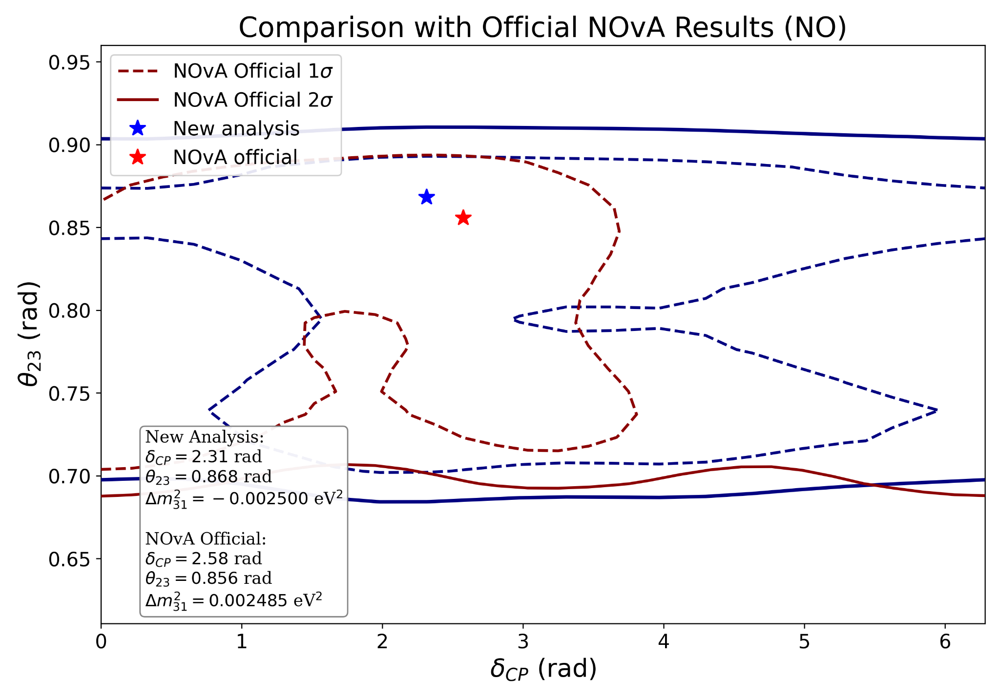 Comparison with Official NOvA Results (NO)
NOvA Official 1σ
NOvA Official 2σ
New analysis
NOvA official
0.95
0.90
0.85
0.80
0.75
0.70
0.65
θ₂₃ (rad)
New Analysis:
δ_CP = 2.31 rad
θ₂₃ = 0.868 rad
Δm²₃₁ = −0.002500 eV²
NOvA Official:
δ_CP = 2.58 rad
θ₂₃ = 0.856 rad
Δm²₃₁ = 0.002485 eV²
0 1 2 3 4 5 6
δ_CP (rad)